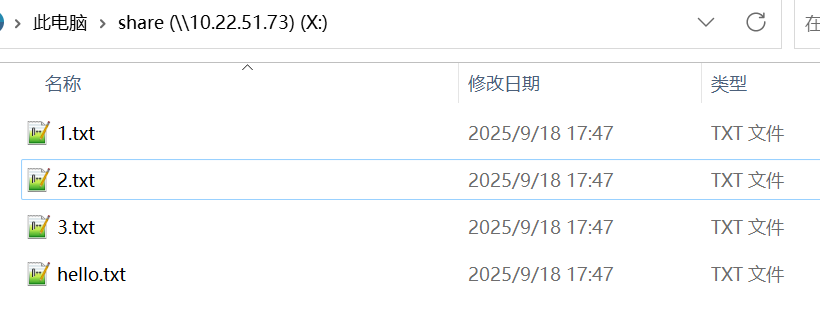 此电脑 > share (\\10.22.51.73) (X:)
名称 修改日期 类型
1.txt 2025/9/18 17:47 TXT 文件
2.txt 2025/9/18 17:47 TXT 文件
3.txt 2025/9/18 17:47 TXT 文件
hello.txt 2025/9/18 17:47 TXT 文件